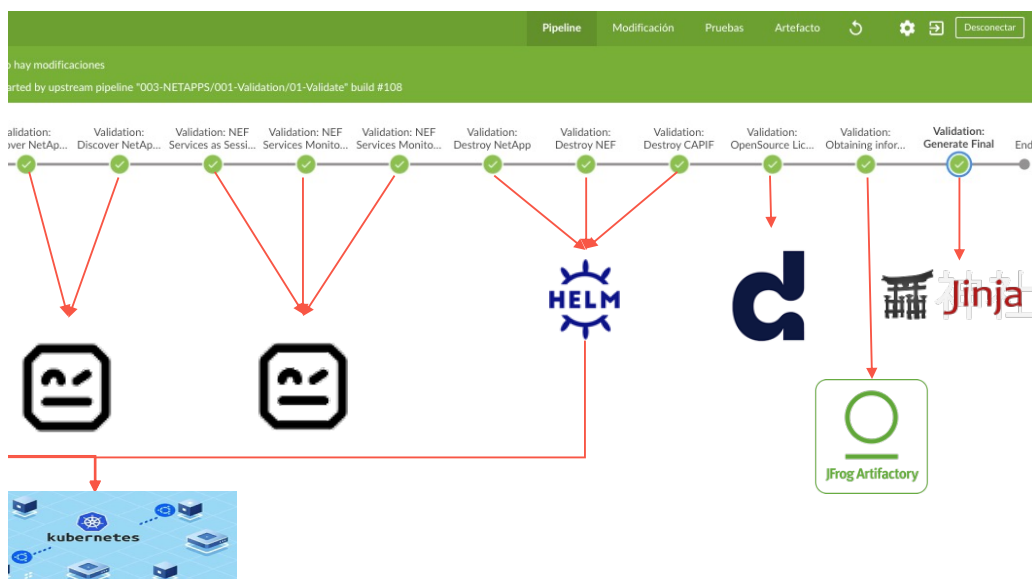 Pipeline Modificación Pruebas Artefacto Desconectar
o hay modificaciones
arted by upstream pipeline "003-NETAPPS/001-Validation/01-Validate" build #108
alidation:
over NetAp...
Validation:
Discover NetAp...
Validation: NEF
Services as Sessi...
Validation: NEF
Services Monito...
Validation: NEF
Services Monito...
Validation:
Destroy NetApp
Validation:
Destroy NEF
Validation:
Destroy CAPIF
Validation:
OpenSource Lic...
Validation:
Obtaining infor...
Validation:
Generate Final
End
HELM
d
神社
Jinja
JFrog Artifactory
kubernetes